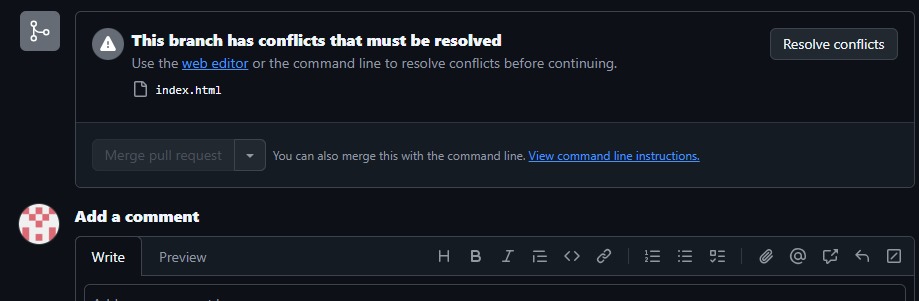 This branch has conflicts that must be resolved
Resolve conflicts
Use the web editor or the command line to resolve conflicts before continuing.
index.html
Merge pull request
You can also merge this with the command line. View command line instructions.
Add a comment
Write
Preview